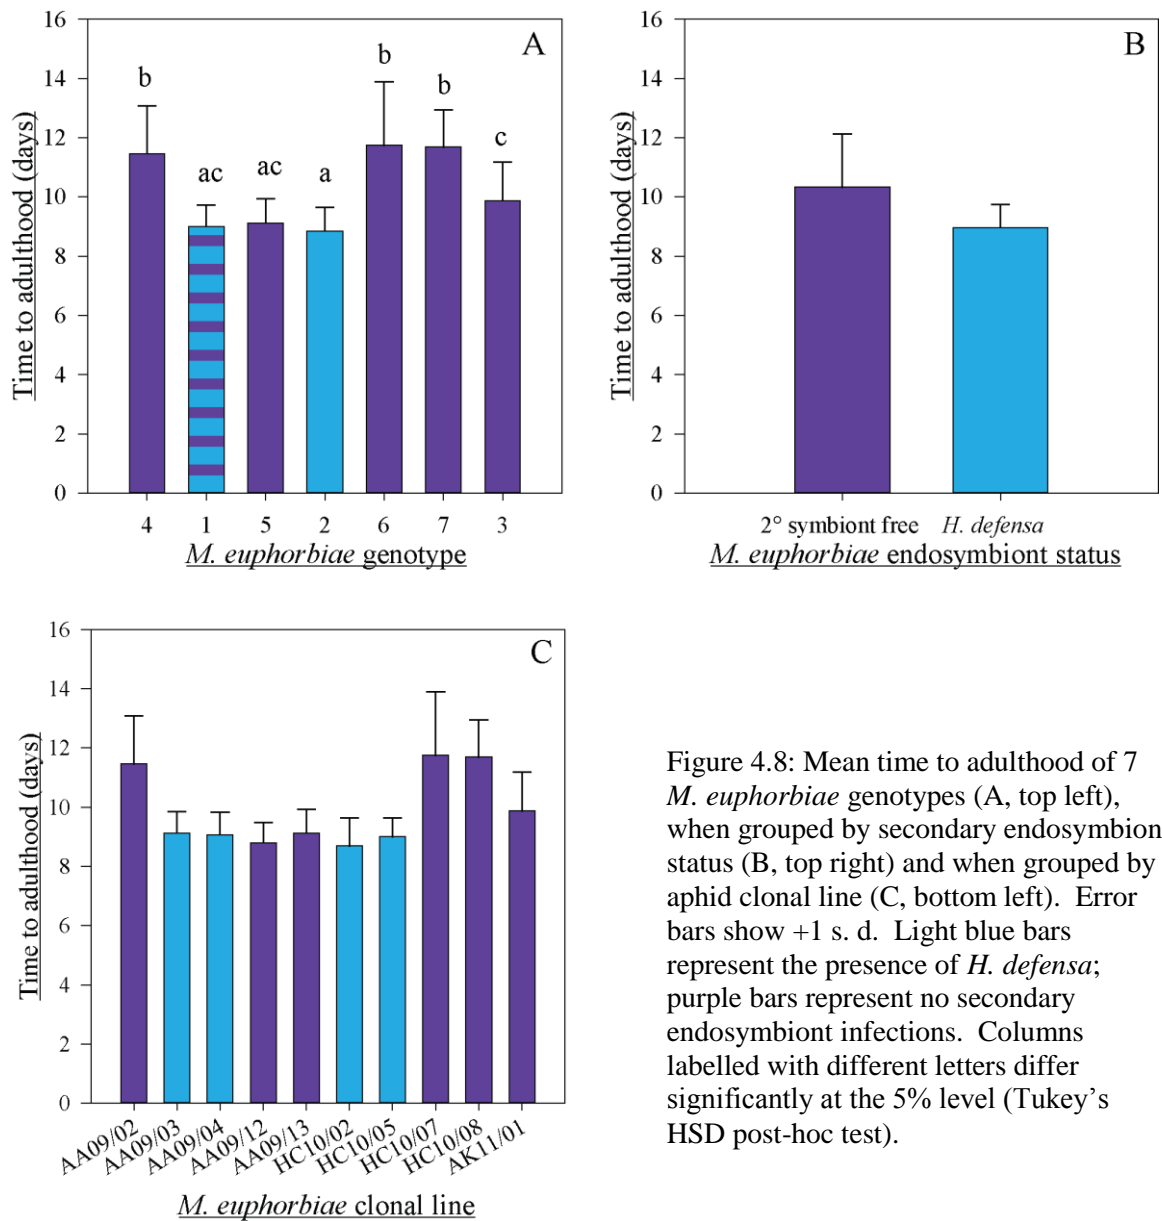 A
16
14
12
10
8
6
4
2
0
Time to adulthood (days)
b
ac
ac
a
b
b
c
4 1 5 2 6 7 3
M. euphorbiae genotype
B
16
14
12
10
8
6
4
2
0
Time to adulthood (days)
2° symbiont free H. defensa
M. euphorbiae endosymbiont status
C
16
14
12
10
8
6
4
2
0
Time to adulthood (days)
AA09/02
AA09/03
AA09/04
AA09/12
AA09/13
HC10/02
HC10/05
HC10/07
HC10/08
AK11/01
M. euphorbiae clonal line
Figure 4.8: Mean time to adulthood of 7
M. euphorbiae genotypes (A, top left),
when grouped by secondary endosymbion
status (B, top right) and when grouped by
aphid clonal line (C, bottom left). Error
bars show +1 s. d. Light blue bars
represent the presence of H. defensa;
purple bars represent no secondary
endosymbiont infections. Columns
labelled with different letters differ
significantly at the 5% level (Tukey's
HSD post-hoc test).